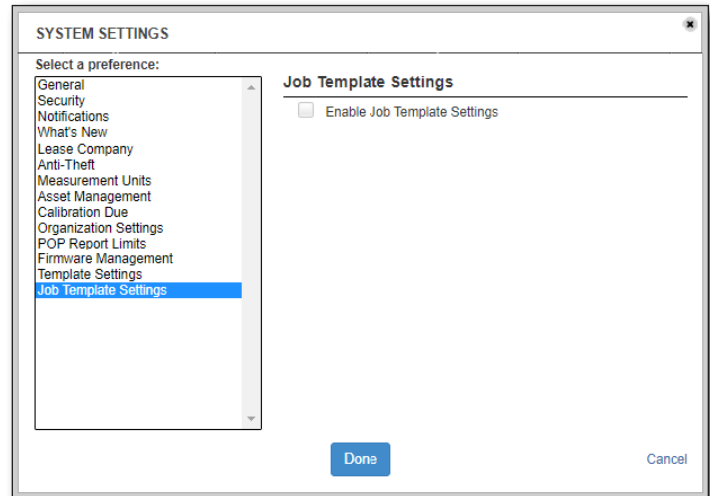 SYSTEM SETTINGS
Select a preference:
General
Security
Notifications
What's New
Lease Company
Anti-Theft
Measurement Units
Asset Management
Calibration Due
Organization Settings
POP Report Limits
Firmware Management
Template Settings
Job Template Settings
Job Template Settings
Enable Job Template Settings
Done
Cancel